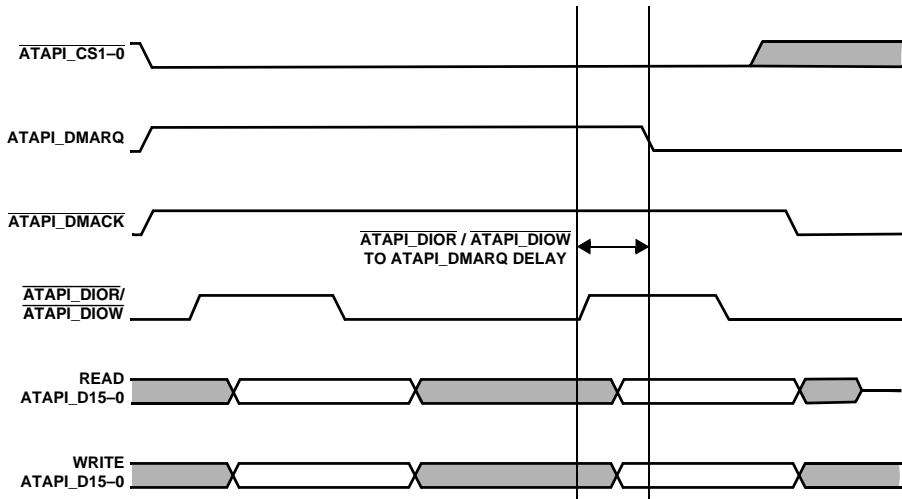 ATAPI_CS1–0
ATAPI_DMARQ
ATAPI_DMACK
ATAPI_DIOR / ATAPI_DIOW
TO ATAPI_DMARQ DELAY
ATAPI_DIOR/
ATAPI_DIOW
READ
ATAPI_D15–0
WRITE
ATAPI_D15–0